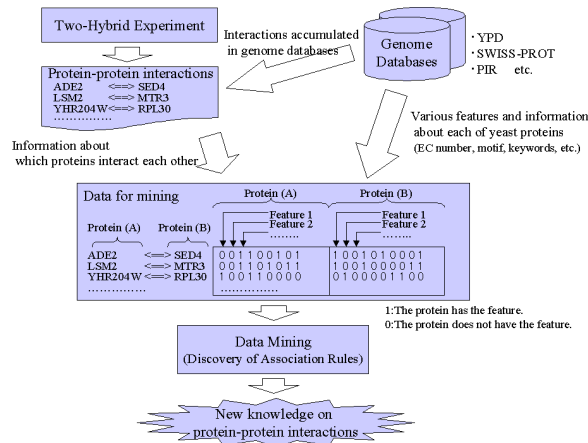 Two-Hybrid Experiment
Interactions accumulated
in genome databases
Genome
Databases
・YPD
・SWISS-PROT
・PIR etc.
Protein-protein interactions
ADE2 <==> SED4
LSM2 <==> MTR3
YHR204W <==> RPL30
...............
Information about
which proteins interact each other
Various features and information
about each of yeast proteins
(EC number, motif, keywords, etc.)
Data for mining
Protein (A) Protein (B)
Feature 1 Feature 1
Feature 2 Feature 2
........ ........
Protein (A) Protein (B)
ADE2 <==> SED4 0 0 1 1 0 0 1 0 1 1 0 0 1 0 1 0 0 0 1
LSM2 <==> MTR3 1 0 0 1 1 0 1 0 1 1 1 0 0 0 1 0 0 1 1
YHR204W <==> RPL30 1 0 0 1 1 0 0 0 0 0 1 0 0 0 0 1 1 0 0
............... ...............
1:The protein has the feature.
0:The protein does not have the feature.
Data Mining
(Discovery of Association Rules)
New knowledge on
protein-protein interactions